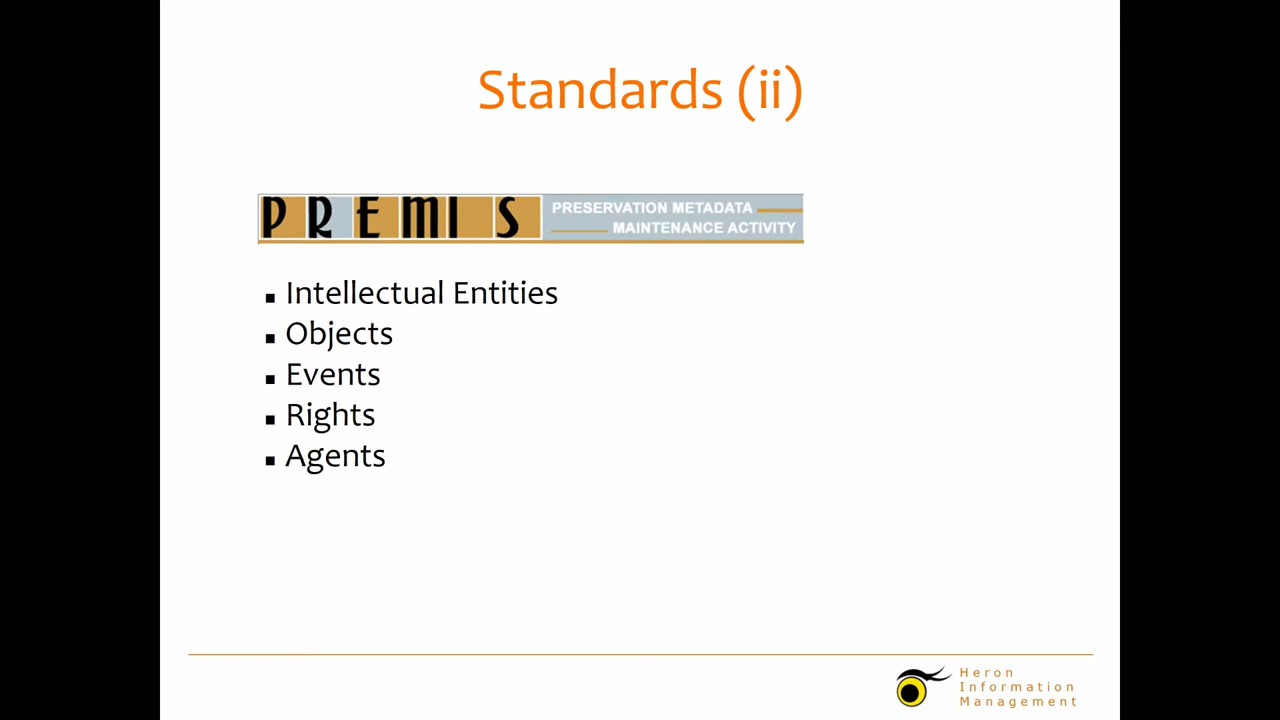 Standards (ii)
PREMIS
PRESERVATION METADATA
MAINTENANCE ACTIVITY
Intellectual Entities
Objects
Events
Rights
Agents
Heron
Information
Management